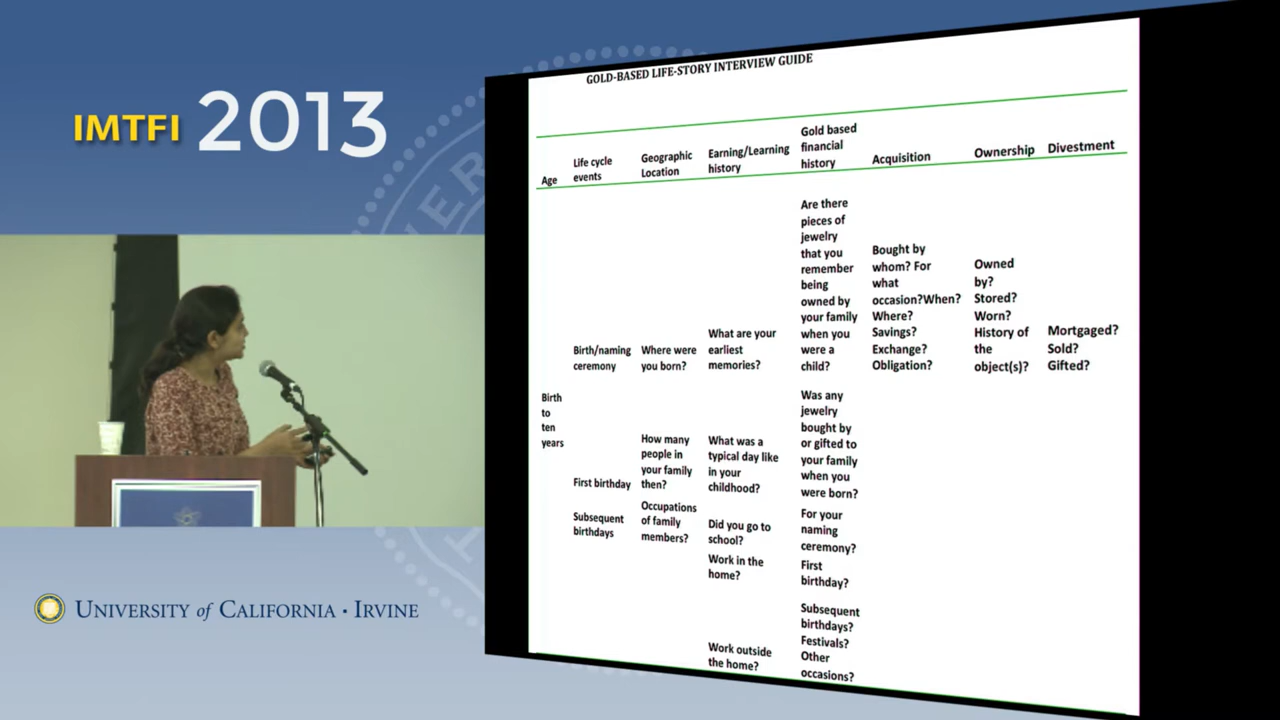 IMTFI 2013
GOLD-BASED LIFE-STORY INTERVIEW GUIDE
Age
Life cycle
events
Geographic
Location
Earning/Learning
history
Gold based
financial
history
Acquisition
Ownership
Divestment
Birth
to
ten
years
Birth/naming
ceremony
Where were
you born?
What are your
earliest
memories?
Are there
pieces of
jewelry
that you
remember
being
owned by
your family
when you
were a
child?
Bought by
whom? For
what
occasion?When?
Where?
Savings?
Exchange?
Obligation?
Owned
by?
Stored?
Worn?
History of
the
object(s)?
Mortgaged?
Sold?
Gifted?
First birthday
How many
people in
your family
then?
What was a
typical day like
in your
childhood?
Was any
jewelry
bought by
or gifted to
your family
when you
were born?
Subsequent
birthdays
Occupations
of family
members?
Did you go to
school?
For your
naming
ceremony?
Work in the
home?
First
birthday?
Work outside
the home?
Subsequent
birthdays?
Festivals?
Other
occasions?
UNIVERSITY of CALIFORNIA • IRVINE